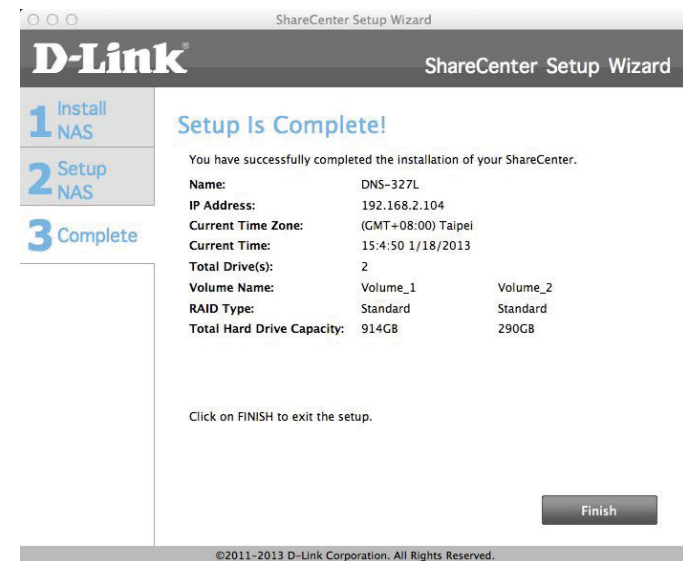 ShareCenter Setup Wizard
D-Link®
ShareCenter Setup Wizard
1 Install
NAS
2 Setup
NAS
3 Complete
Setup Is Complete!
You have successfully completed the installation of your ShareCenter.
Name: DNS-327L
IP Address: 192.168.2.104
Current Time Zone: (GMT+08:00) Taipei
Current Time: 15:4:50 1/18/2013
Total Drive(s): 2
Volume Name: Volume_1 Volume_2
RAID Type: Standard Standard
Total Hard Drive Capacity: 914GB 290GB
Click on FINISH to exit the setup.
Finish
©2011-2013 D-Link Corporation. All Rights Reserved.